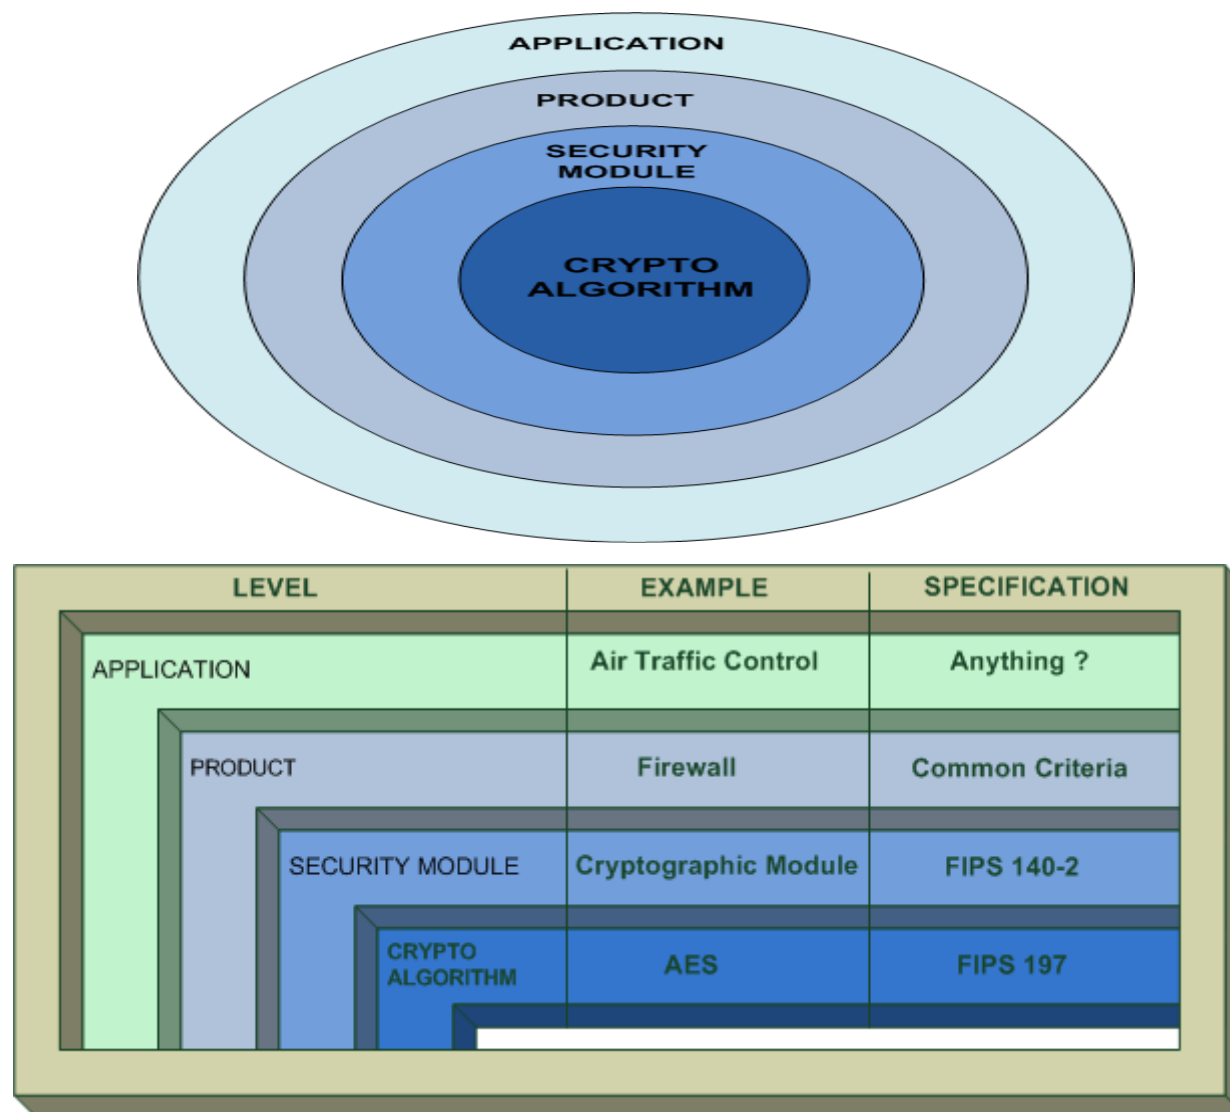 APPLICATION
PRODUCT
SECURITY
MODULE
CRYPTO
ALGORITHM
LEVEL EXAMPLE SPECIFICATION
APPLICATION Air Traffic Control Anything ?
PRODUCT Firewall Common Criteria
SECURITY MODULE Cryptographic Module FIPS 140-2
CRYPTO
ALGORITHM AES FIPS 197